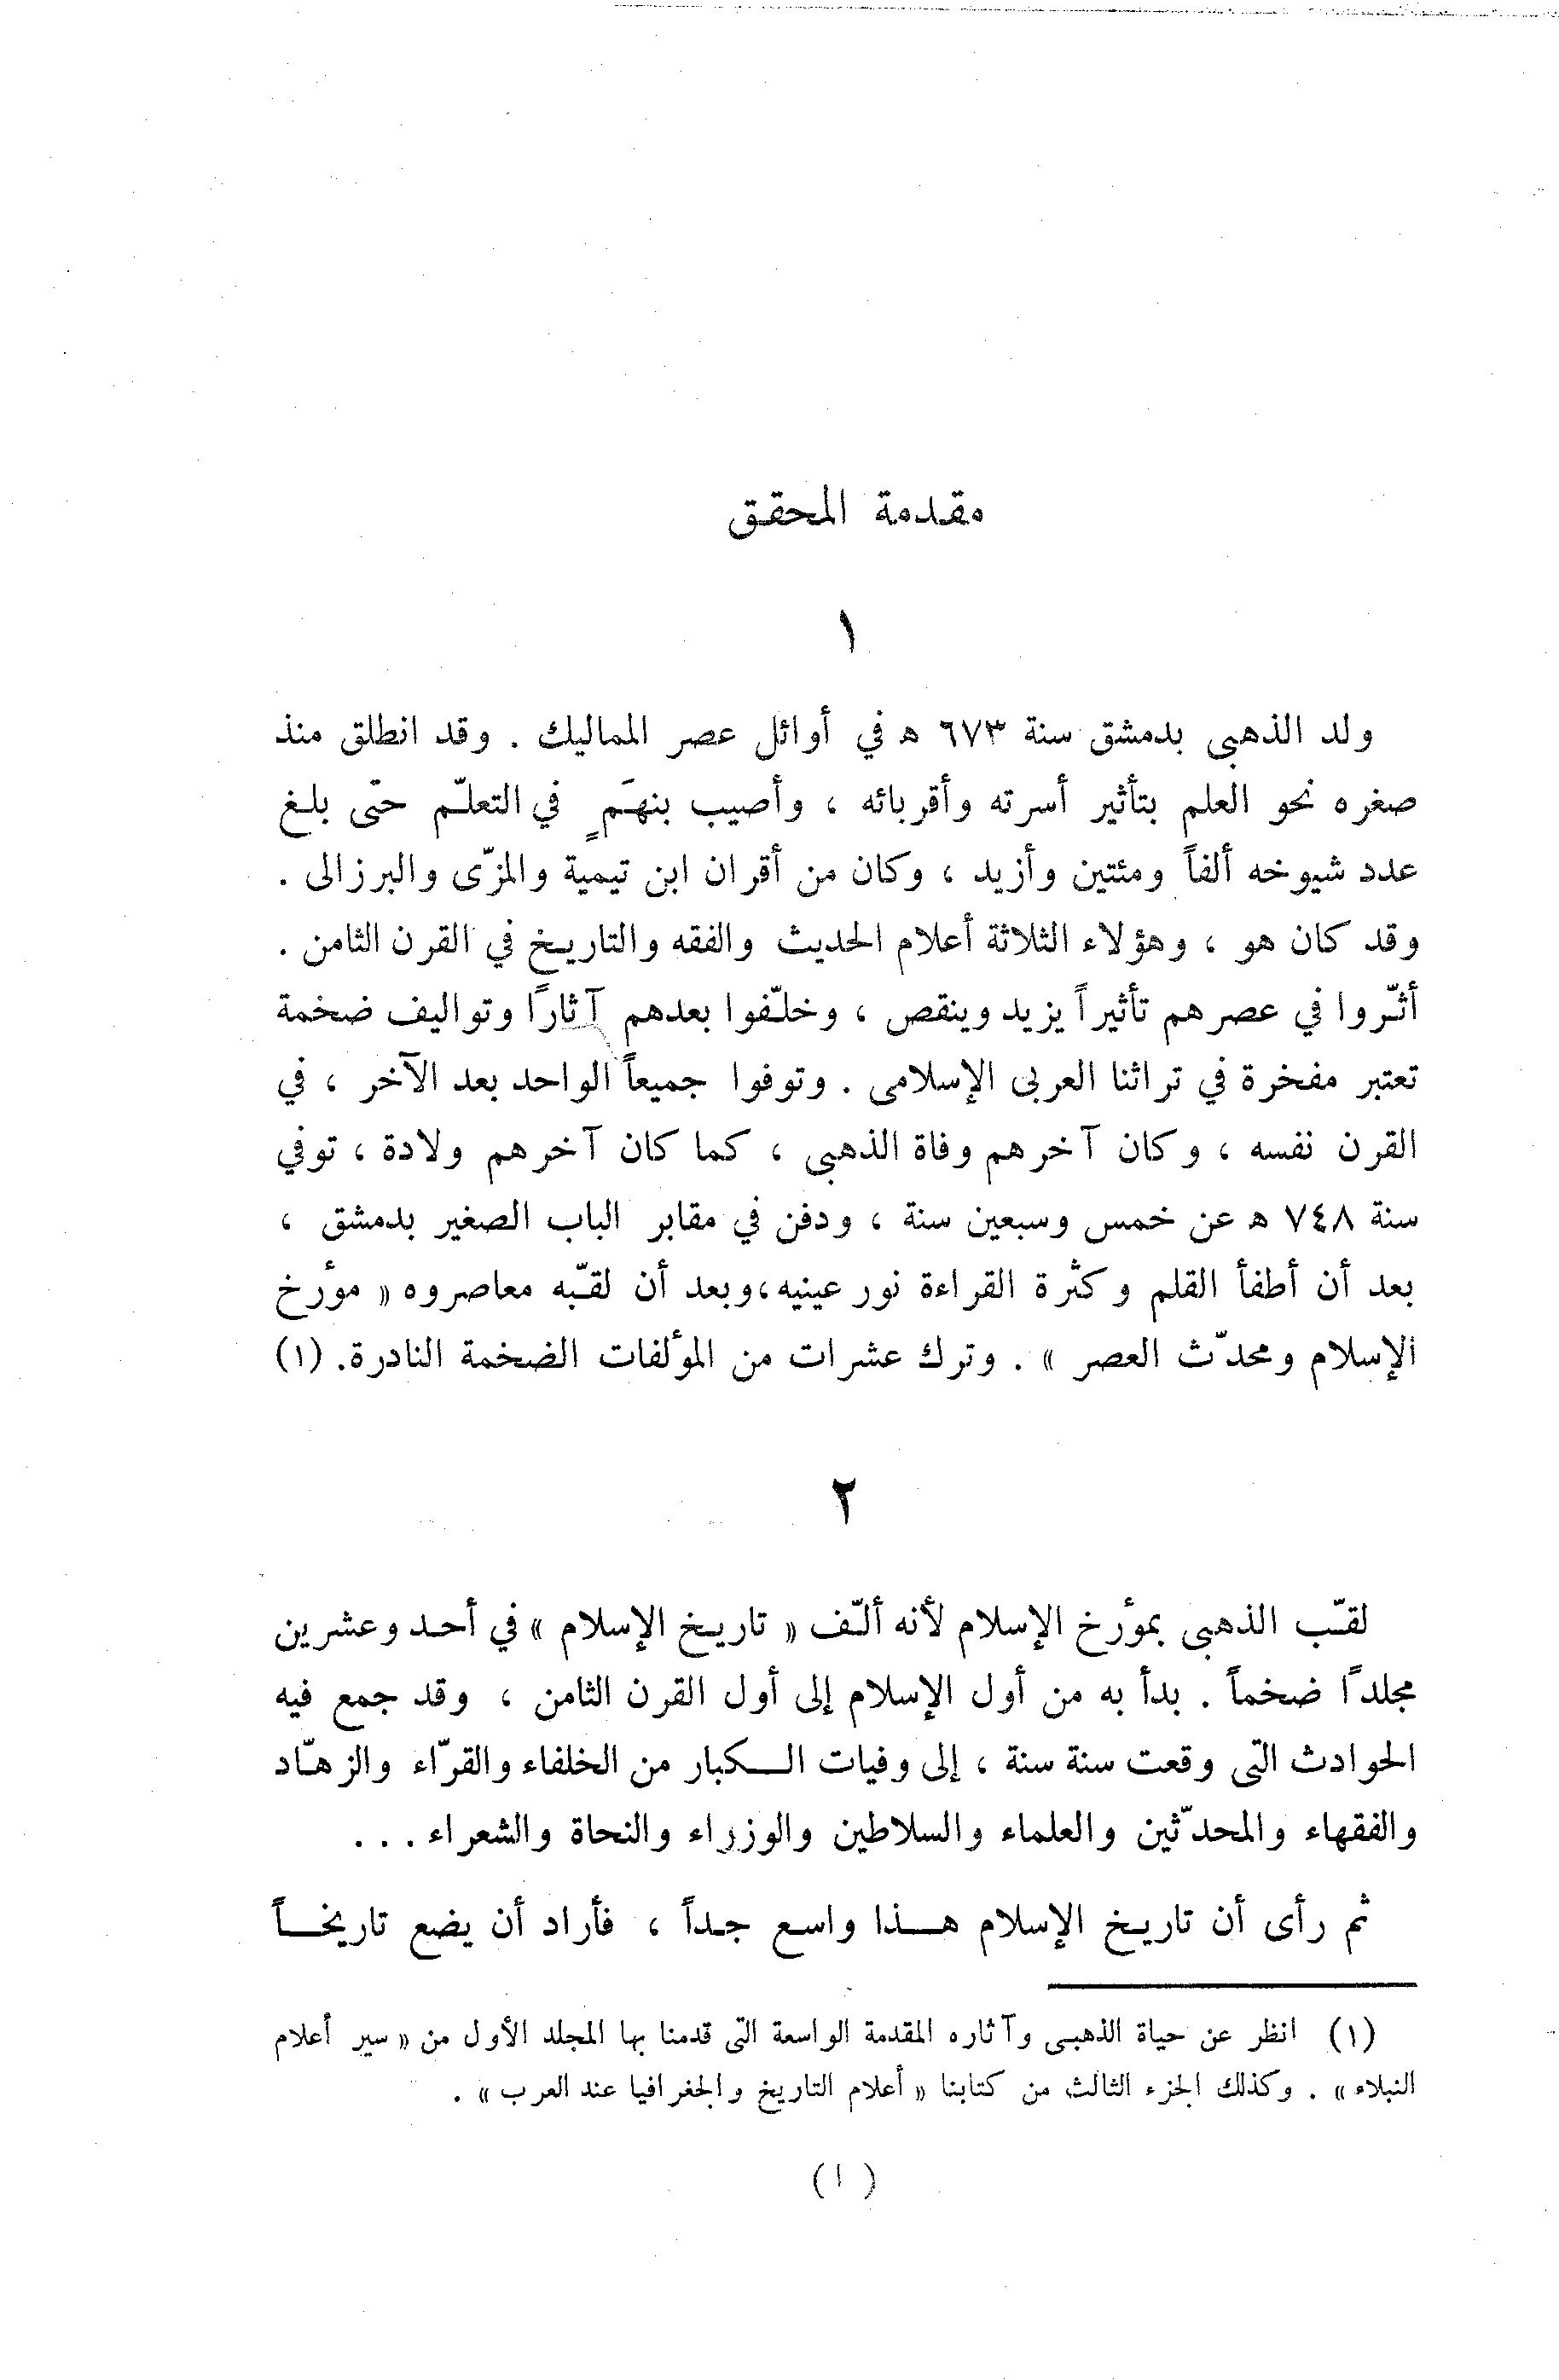 مقدمة المحقق
١
ولد الذهبى بدمشق سنة ٦٧٣ ه في أوائل عصر المماليك . وقد انطلق منذ
صغره نحو العلم بتأثير أسرته وأقربائه ، وأصيب بنهَمٍ في التعلّم حتى بلغ
عدد شيوخه ألفاً ومئتين وأزيد ، وكان من أقران ابن تيمية والمزّى والبرزالى .
وقد كان هو ، وهؤلاء الثلاثة أعلام الحديث والفقه والتاريخ في القرن الثامن .
أثّروا في عصرهم تأثيراً يزيد وينقص ، وخلّفوا بعدهم آثارًا وتواليف ضخمة
تعتبر مفخرة في تراثنا العربى الإسلامى . وتوفوا جميعاً الواحد بعد الآخر ، في
القرن نفسه ، وكان آخرهم وفاة الذهبى ، كما كان آخرهم ولادة ، توفي
سنة ٧٤٨ ه عن خمس وسبعين سنة ، ودفن في مقابر الباب الصغير بدمشق ،
بعد أن أطفأ القلم وكثرة القراءة نور عينيه،وبعد أن لقّبه معاصروه « مؤرخ
الإسلام ومحدّث العصر » . وترك عشرات من المؤلفات الضخمة النادرة. (١)
٢
لقّب الذهبى بمؤرخ الإسلام لأنه ألّف « تاريخ الإسلام » في أحد وعشرين
مجلدًا ضخماً . بدأ به من أول الإسلام إلى أول القرن الثامن ، وقد جمع فيه
الحوادث التى وقعت سنة سنة ، إلى وفيات الكبار من الخلفاء والقرّاء والزهّاد
والفقهاء والمحدّثين والعلماء والسلاطين والوزراء والنحاة والشعراء . . .
ثم رأى أن تاريخ الإسلام هذا واسع جداً ، فأراد أن يضع تاريخاً
(١) انظر عن حياة الذهبى وآثاره المقدمة الواسعة التى قدمنا بها المجلد الأول من « سير أعلام
النبلاء » . وكذلك الجزء الثالث من كتابنا « أعلام التاريخ والجغرافيا عند العرب » .
(١)